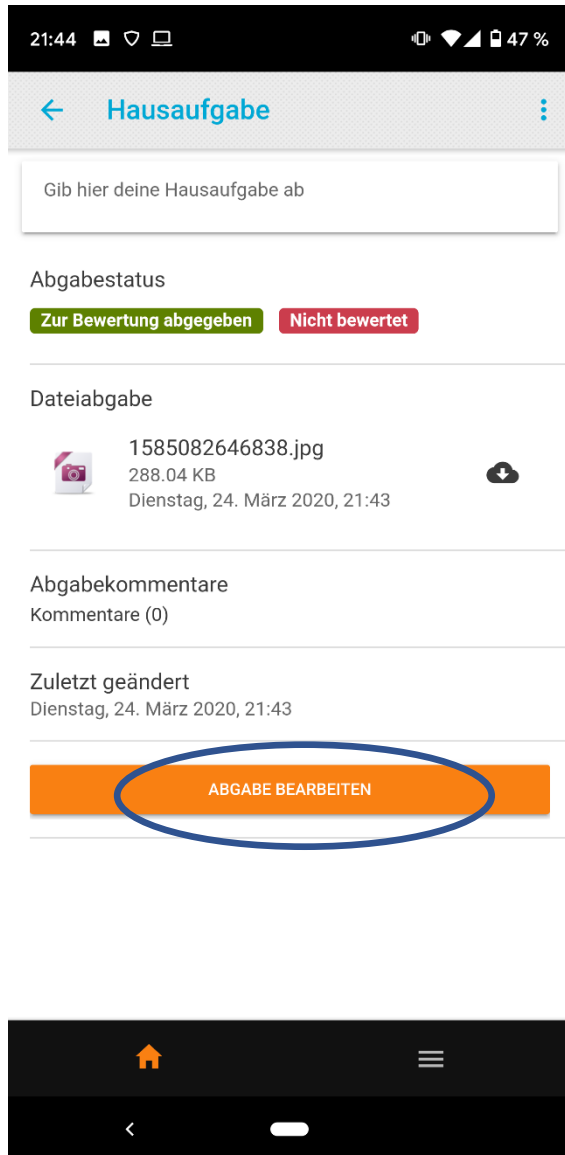 21:44
47 %
Hausaufgabe
Gib hier deine Hausaufgabe ab
Abgabestatus
Zur Bewertung abgegeben Nicht bewertet
Dateiabgabe
1585082646838.jpg
288.04 KB
Dienstag, 24. März 2020, 21:43
Abgabekommentare
Kommentare (0)
Zuletzt geändert
Dienstag, 24. März 2020, 21:43
ABGABE BEARBEITEN